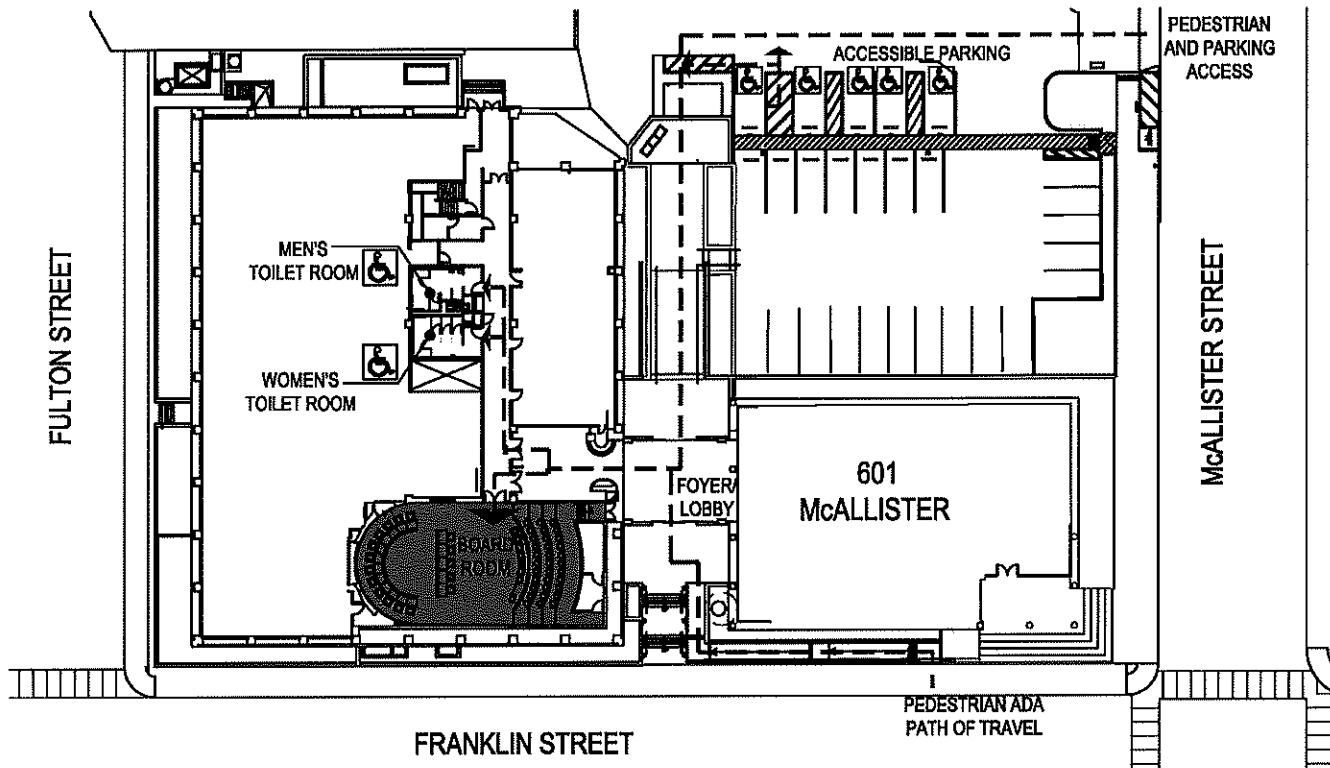 PEDESTRIAN
AND PARKING
ACCESS
ACCESSIBLE PARKING
MEN'S
TOILET ROOM
WOMEN'S
TOILET ROOM
FULTON STREET
McALLISTER STREET
FOYER/
LOBBY
601
McALLISTER
BOARD
ROOM
PEDESTRIAN ADA
PATH OF TRAVEL
FRANKLIN STREET